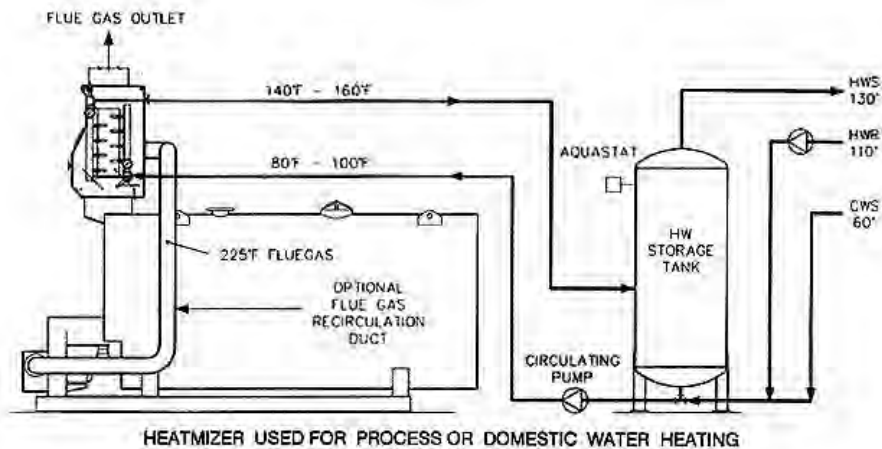 FLUE GAS OUTLET
140°F - 160°F
80°F - 100°F
225°F FLUEGAS
OPTIONAL
FLUE GAS
RECIRCULATION
DUCT
AQUASTAT
HW
STORAGE
TANK
CIRCULATING
PUMP
HWS
130°
HWR
110°
CWS
60°
HEATMIZER USED FOR PROCESS OR DOMESTIC WATER HEATING